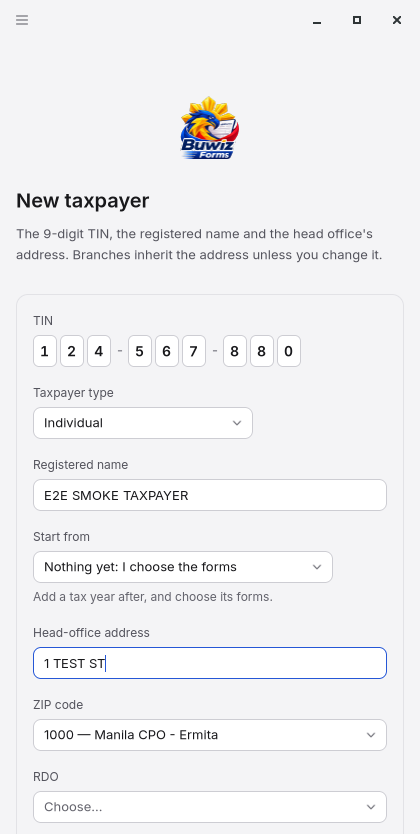 Buwiz
Forms
New taxpayer
The 9-digit TIN, the registered name and the head office's
address. Branches inherit the address unless you change it.
TIN
1 2 4 - 5 6 7 - 8 8 0
Taxpayer type
Individual
Registered name
E2E SMOKE TAXPAYER
Start from
Nothing yet: I choose the forms
Add a tax year after, and choose its forms.
Head-office address
1 TEST ST
ZIP code
1000 — Manila CPO - Ermita
RDO
Choose...